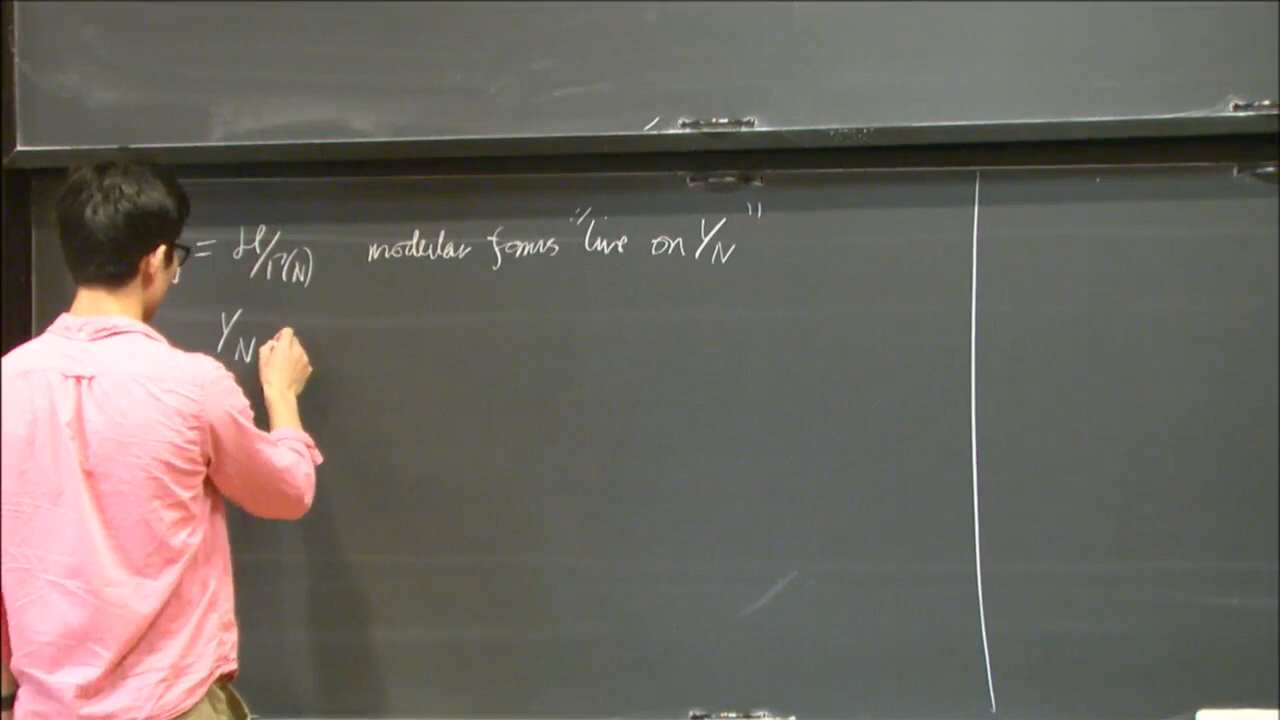 = H/Γ(N) modular forms "live on Y_N"
Y_N